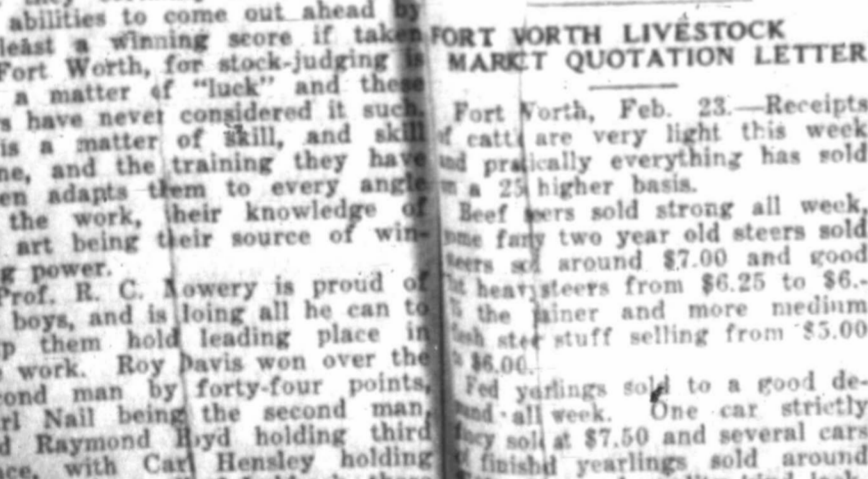 abilities to come out ahead by
least a winning score if taken
Fort Worth, for stock-judging is
a matter of "luck" and these
have never considered it such.
is a matter of skill, and skill
and the training they have
adapts them to every angle
the work, their knowledge of
art being their source of win-
power.
Prof. R. C. Lowery is proud of
boys, and is doing all he can to
them hold leading place in
work. Roy Davis won over the
man by forty-four points,
Nail being the second man,
Raymond Boyd holding third
with Carl Hensley holding
FORT WORTH LIVESTOCK
MARKET QUOTATION LETTER
Fort Worth, Feb. 23.—Receipts
of cattle are very light this week
and pratically everything has sold
on a 25 higher basis.
Beef steers sold strong all week,
some fancy two year old steers sold
steers sold around $7.00 and good
heavy steers from $6.25 to $6.-
the plainer and more medium
flesh steer stuff selling from $5.00
to $6.00.
Fed yearlings sold to a good de-
mand all week. One car strictly
fancy sold at $7.50 and several cars
finished yearlings sold around